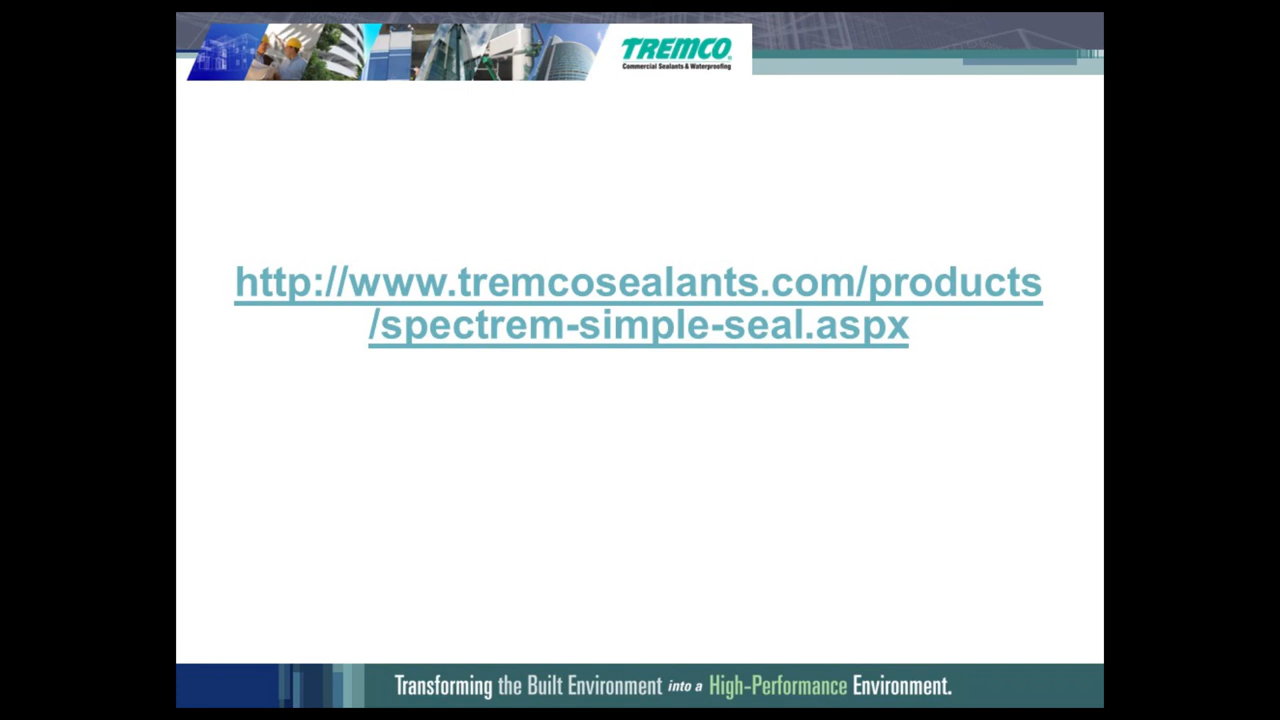 TREMCO®
Commercial Sealants & Waterproofing
http://www.tremcosealants.com/products
/spectrem-simple-seal.aspx
Transforming the Built Environment into a High-Performance Environment.